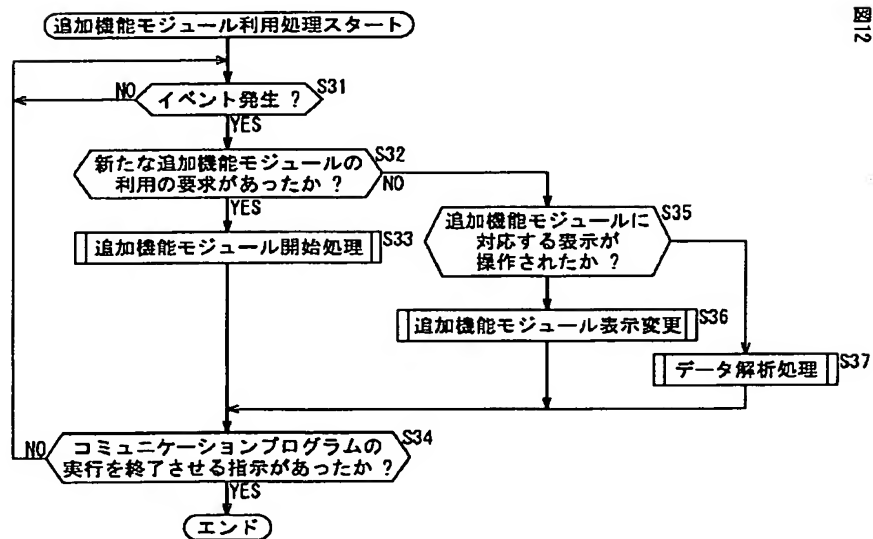 図12
追加機能モジュール利用処理スタート
イベント発生 ?
S31
NO
YES
新たな追加機能モジュールの
利用の要求があったか ?
S32
NO
YES
追加機能モジュール開始処理
S33
追加機能モジュールに
対応する表示が
操作されたか ?
S35
追加機能モジュール表示変更
S36
データ解析処理
S37
コミュニケーションプログラムの
実行を終了させる指示があったか ?
S34
NO
YES
エンド